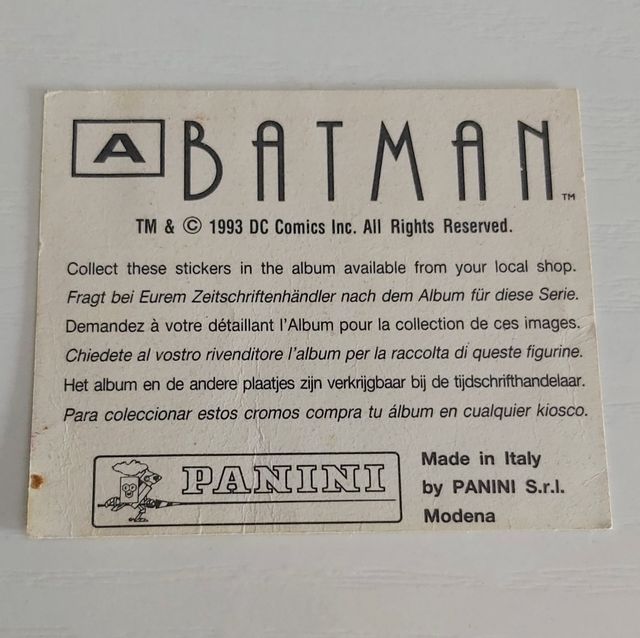 A BATMAN™
TM & © 1993 DC Comics Inc. All Rights Reserved.
Collect these stickers in the album available from your local shop.
Fragt bei Eurem Zeitschriftenhändler nach dem Album für diese Serie.
Demandez à votre détaillant l'Album pour la collection de ces images.
Chiedete al vostro rivenditore l'album per la raccolta di queste figurine.
Het album en de andere plaatjes zijn verkrijgbaar bij de tijdschrifthandelaar.
Para coleccionar estos cromos compra tu álbum en cualquier kiosco.
PANINI
Made in Italy
by PANINI S.r.l.
Modena